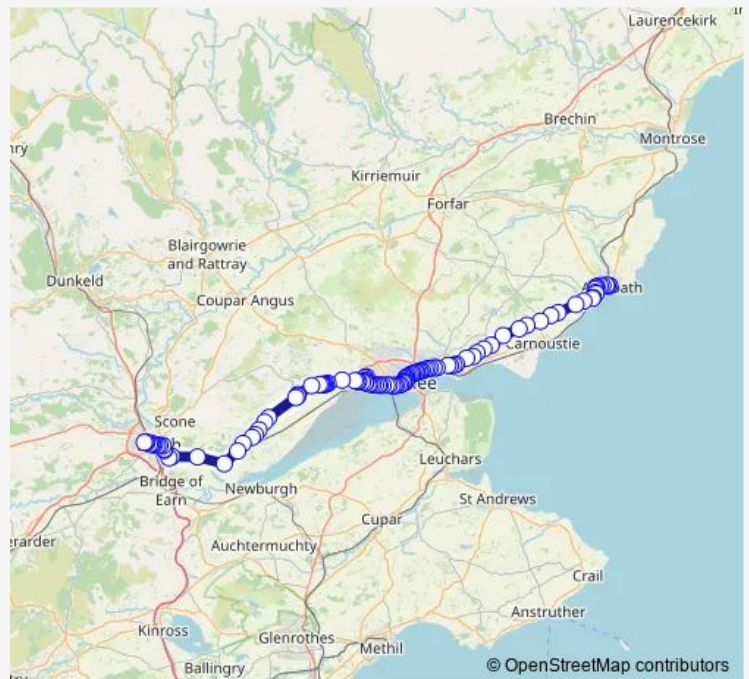 Laurencekirk
Brechin
Montrose
Kirriemuir
Forfar
Blairgowrie
and Rattray
Dunkeld
Coupar Angus
Carnoustie
Scone
Bridge of
Earn
Newburgh
Leuchars
St Andrews
Cupar
Auchtermuchty
Crail
Anstruther
Kinross
Glenrothes
Methil
Ballingry
© OpenStreetMap contributors